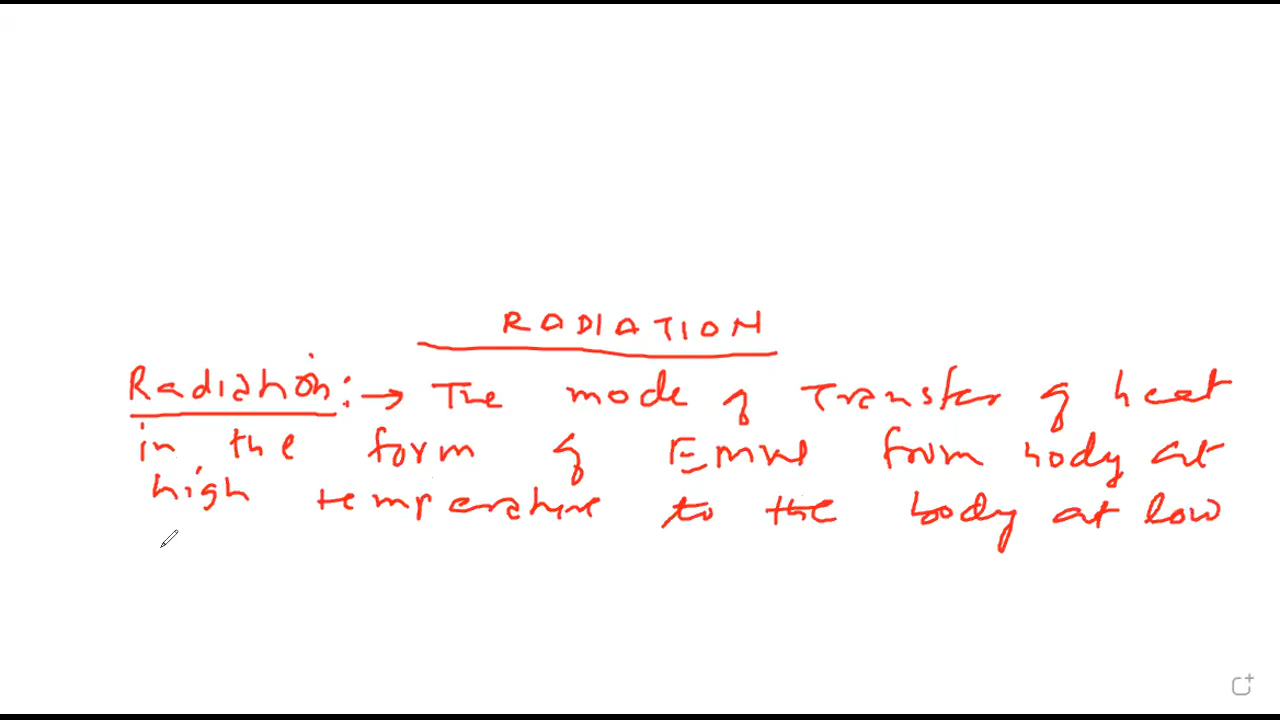 RADIATION
Radiation: → The mode of Transfer of heat
in the form of from body at
high temperature to the body at low